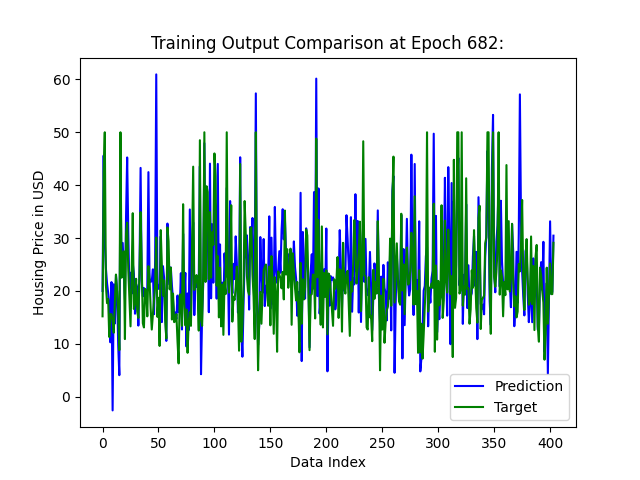 Training Output Comparison at Epoch 682:
Housing Price in USD
60
50
40
30
20
10
0
0 50 100 150 200 250 300 350 400
Data Index
Prediction
Target